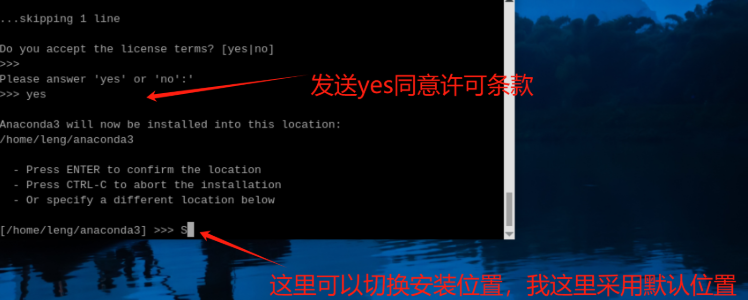 ...skipping 1 line
Do you accept the license terms? [yes|no]
>>>
Please answer 'yes' or 'no':'
>>> yes
发送yes同意许可条款
Anaconda3 will now be installed into this location:
/home/leng/anaconda3
- Press ENTER to confirm the location
- Press CTRL-C to abort the installation
- Or specify a different location below
[/home/leng/anaconda3] >>> S
这里可以切换安装位置，我这里采用默认位置